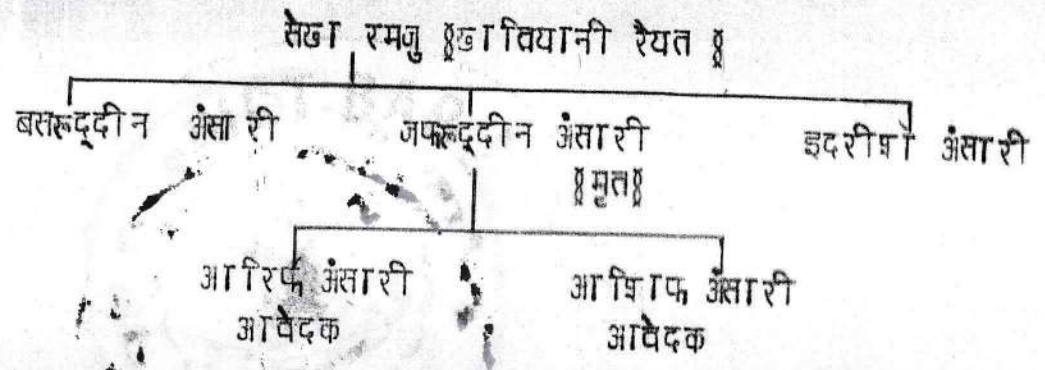 सेखा रमजु (खातियानी रैयत)
बसरूद्दीन अंसारी जफरूद्दीन अंसारी इदरीशी अंसारी
(मृत)
आरिफ अंसारी आशिफ अंसारी
आवेदक आवेदक